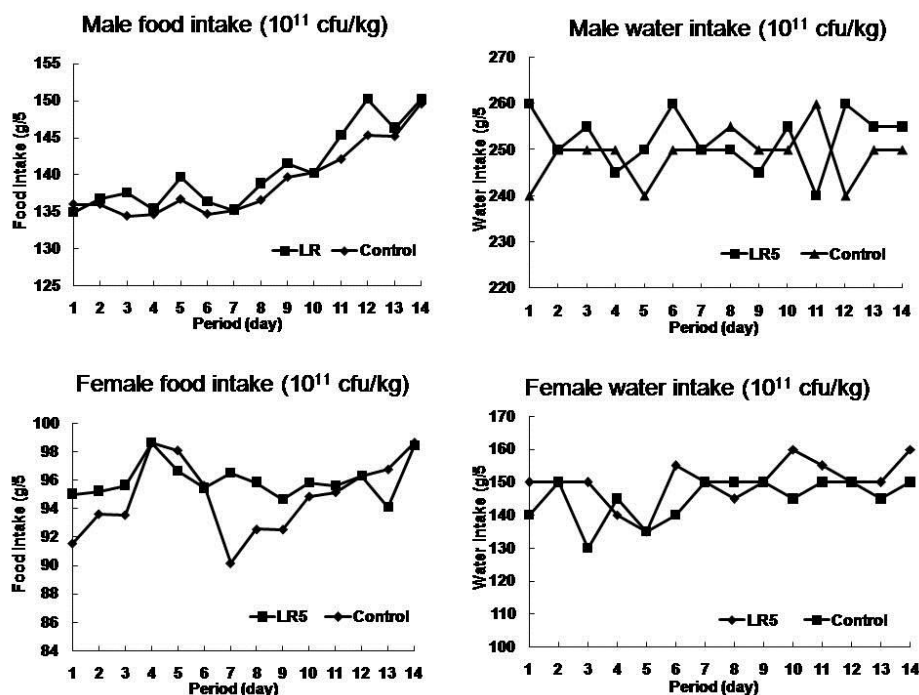 Male food intake (10¹¹ cfu/kg)
Food Intake (g/5
155
150
145
140
135
130
125
LR Control
1 2 3 4 5 6 7 8 9 10 11 12 13 14
Period (day)
Male water intake (10¹¹ cfu/kg)
Water Intake (g/5
270
260
250
240
230
220
LR5 Control
1 2 3 4 5 6 7 8 9 10 11 12 13 14
Period (day)
Female food intake (10¹¹ cfu/kg)
Food Intake (g/5
100
98
96
94
92
90
88
86
84
LR5 Control
1 2 3 4 5 6 7 8 9 10 11 12 13 14
Period (day)
Female water intake (10¹¹ cfu/kg)
Water Intake (g/5
170
160
150
140
130
120
110
100
LR5 Control
1 2 3 4 5 6 7 8 9 10 11 12 13 14
Period (day)